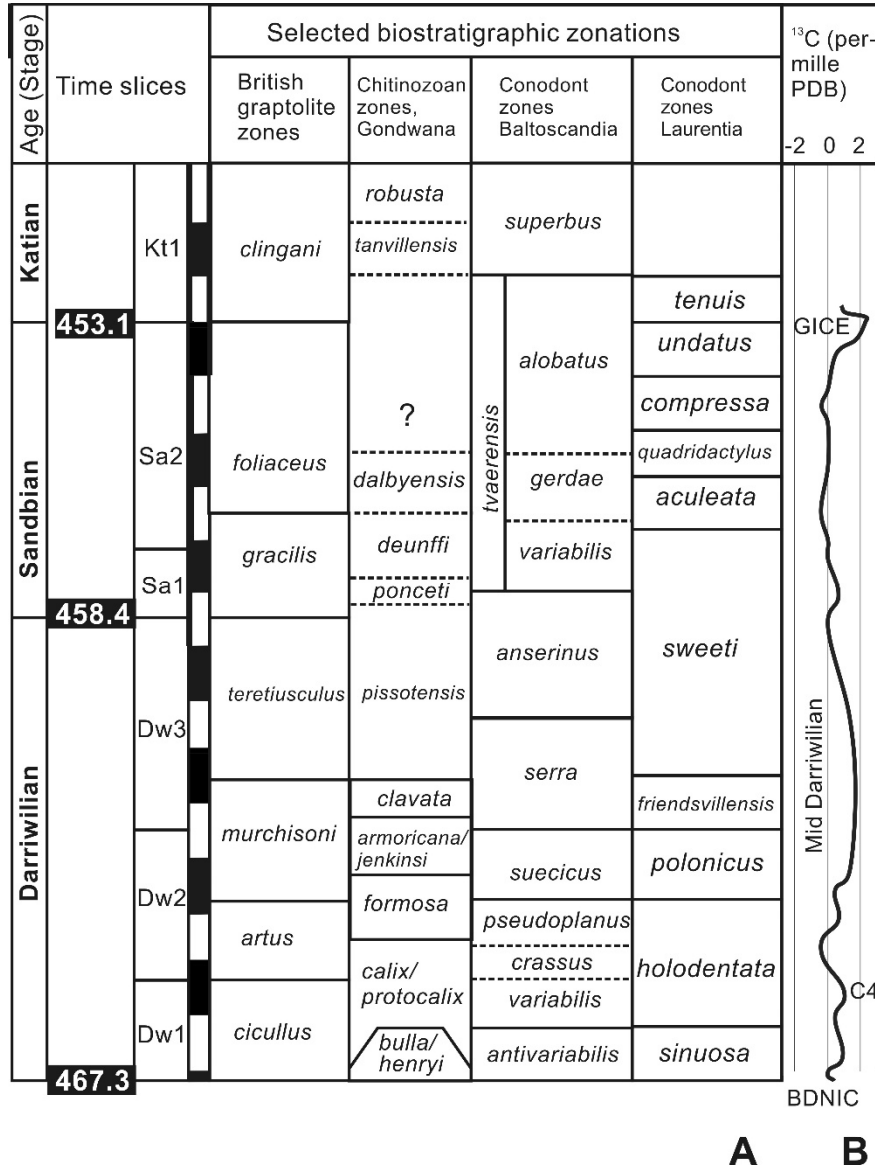 Age (Stage)
Time slices
Selected biostratigraphic zonations
British
graptolite
zones
Chitinozoan
zones,
Gondwana
Conodont
zones
Baltoscandia
Conodont
zones
Laurentia
¹³C (per-
mille
PDB)
-2 0 2
Katian
Sandbian
Darriwilian
453.1
458.4
467.3
Kt1
Sa2
Sa1
Dw3
Dw2
Dw1
clingani
foliaceus
gracilis
teretiusculus
murchisoni
artus
cicullus
robusta
tanvillensis
?
dalbyensis
deunffi
ponceti
pissotensis
clavata
armoricana/
jenkinsi
formosa
calix/
protocalix
bulla/
henryi
superbus
tvaerensis
alobatus
gerdae
variabilis
anserinus
serra
suecicus
pseudoplanus
crassus
variabilis
antivariabilis
tenuis
undatus
compressa
quadridactylus
aculeata
sweeti
friendsvillensis
polonicus
holodentata
sinuosa
GICE
Mid Darriwilian
C4
BDNIC
A
B